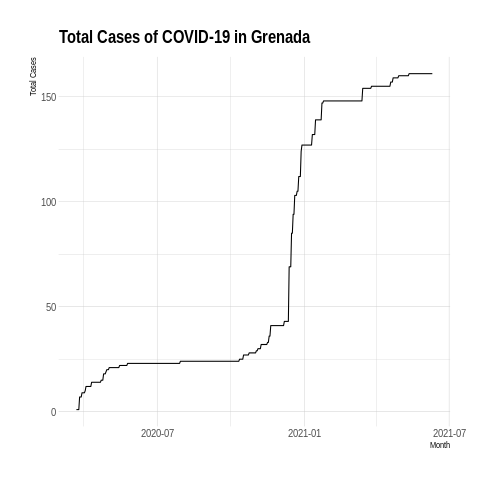 Total Cases of COVID-19 in Grenada
Total Cases
150
100
50
0
2020-07
2021-01
2021-07
Month